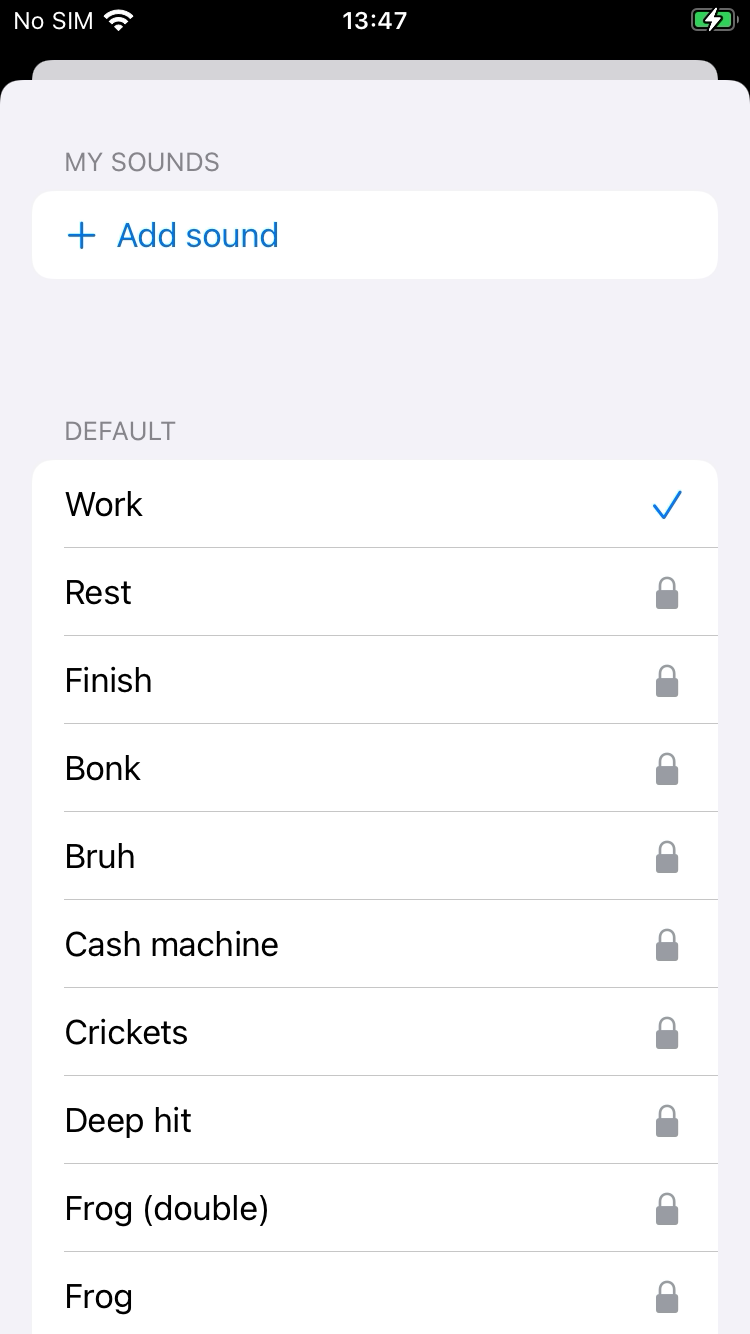 No SIM 13:47
MY SOUNDS
+ Add sound
DEFAULT
Work
Rest
Finish
Bonk
Bruh
Cash machine
Crickets
Deep hit
Frog (double)
Frog